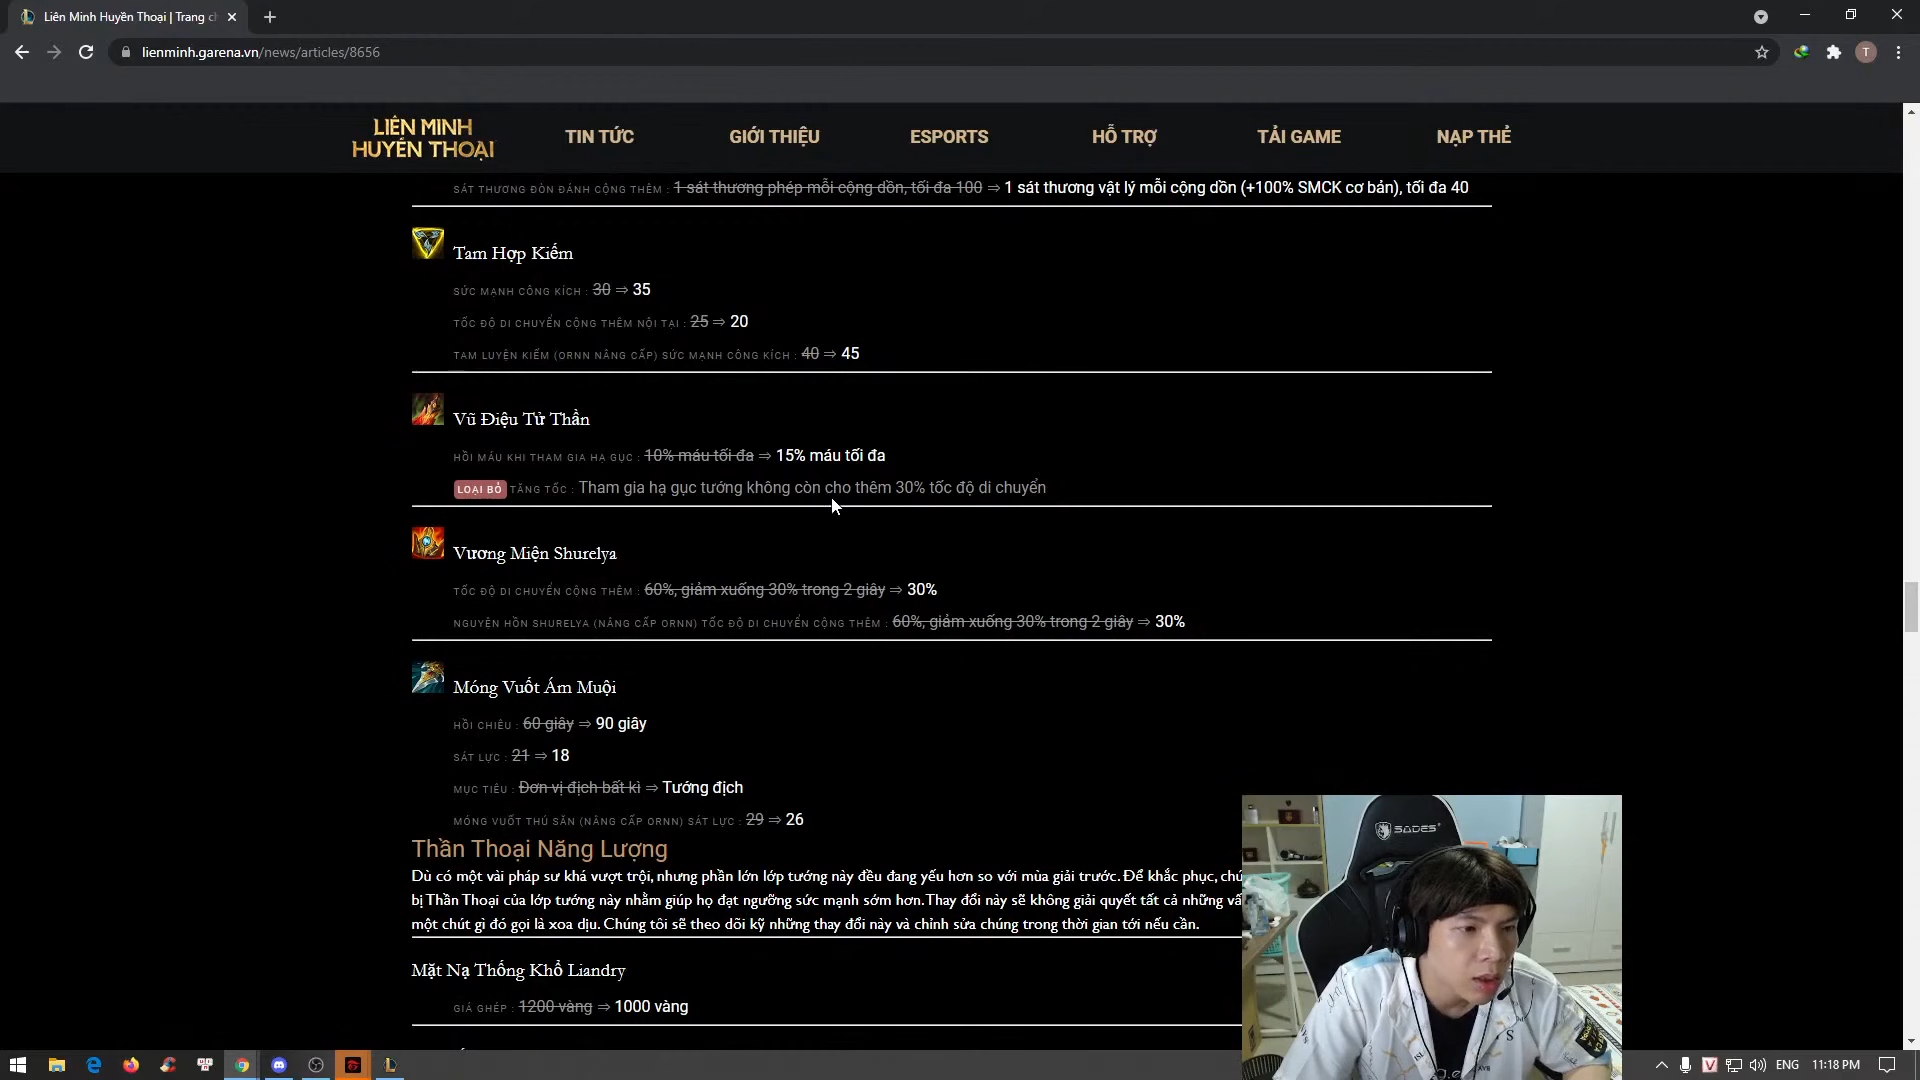 Liên Minh Huyền Thoại | Trang ch
lienminh.garena.vn/news/articles/8656
T
LIÊN MINH
HUYỀN THOẠI
TIN TỨC
GIỚI THIỆU
ESPORTS
HỖ TRỢ
TẢI GAME
NẠP THẺ
SÁT THƯƠNG ĐÒN ĐÁNH CỘNG THÊM : 1 sát thương phép mỗi cộng dồn, tối đa 100 ⇒ 1 sát thương vật lý mỗi cộng dồn (+100% SMCK cơ bản), tối đa 40
Tam Hợp Kiếm
SỨC MẠNH CÔNG KÍCH : 30 ⇒ 35
TỐC ĐỘ DI CHUYỂN CỘNG THÊM NỘI TẠI : 25 ⇒ 20
TAM LUYỆN KIẾM (ORNN NÂNG CẤP) SỨC MẠNH CÔNG KÍCH : 40 ⇒ 45
Vũ Điệu Tử Thần
HỒI MÁU KHI THAM GIA HẠ GỤC : 10% máu tối đa ⇒ 15% máu tối đa
LOẠI BỎ TĂNG TỐC : Tham gia hạ gục tướng không còn cho thêm 30% tốc độ di chuyển
Vương Miện Shurelya
TỐC ĐỘ DI CHUYỂN CỘNG THÊM : 60%, giảm xuống 30% trong 2 giây ⇒ 30%
NGUYỆN HỒN SHURELYA (NÂNG CẤP ORNN) TỐC ĐỘ DI CHUYỂN CỘNG THÊM : 60%, giảm xuống 30% trong 2 giây ⇒ 30%
Móng Vuốt Ám Muội
HỒI CHIÊU : 60 giây ⇒ 90 giây
SÁT LỰC : 21 ⇒ 18
MỤC TIÊU : Đơn vị địch bất kì ⇒ Tướng địch
MÓNG VUỐT THÚ SĂN (NÂNG CẤP ORNN) SÁT LỰC : 29 ⇒ 26
Thần Thoại Năng Lượng
Dù có một vài pháp sư khá vượt trội, nhưng phần lớn lớp tướng này đều đang yếu hơn so với mùa giải trước. Để khắc phục, chú
bị Thần Thoại của lớp tướng này nhằm giúp họ đạt ngưỡng sức mạnh sớm hơn. Thay đổi này sẽ không giải quyết tất cả những vấ
một chút gì đó gọi là xoa dịu. Chúng tôi sẽ theo dõi kỹ những thay đổi này và chỉnh sửa chúng trong thời gian tới nếu cần.
Mặt Nạ Thống Khổ Liandry
GIÁ GHÉP : 1200 vàng ⇒ 1000 vàng
SADES
V
ENG
11:18 PM